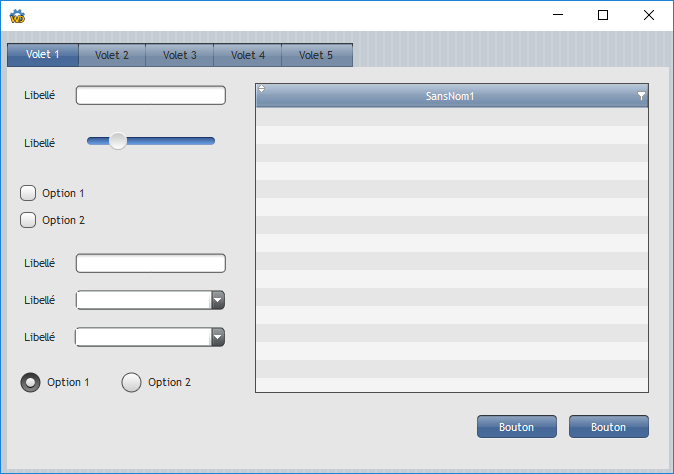 Volet 1 Volet 2 Volet 3 Volet 4 Volet 5
Libellé
SansNom1
Libellé
Option 1
Option 2
Libellé
Libellé
Libellé
Option 1 Option 2
Bouton Bouton